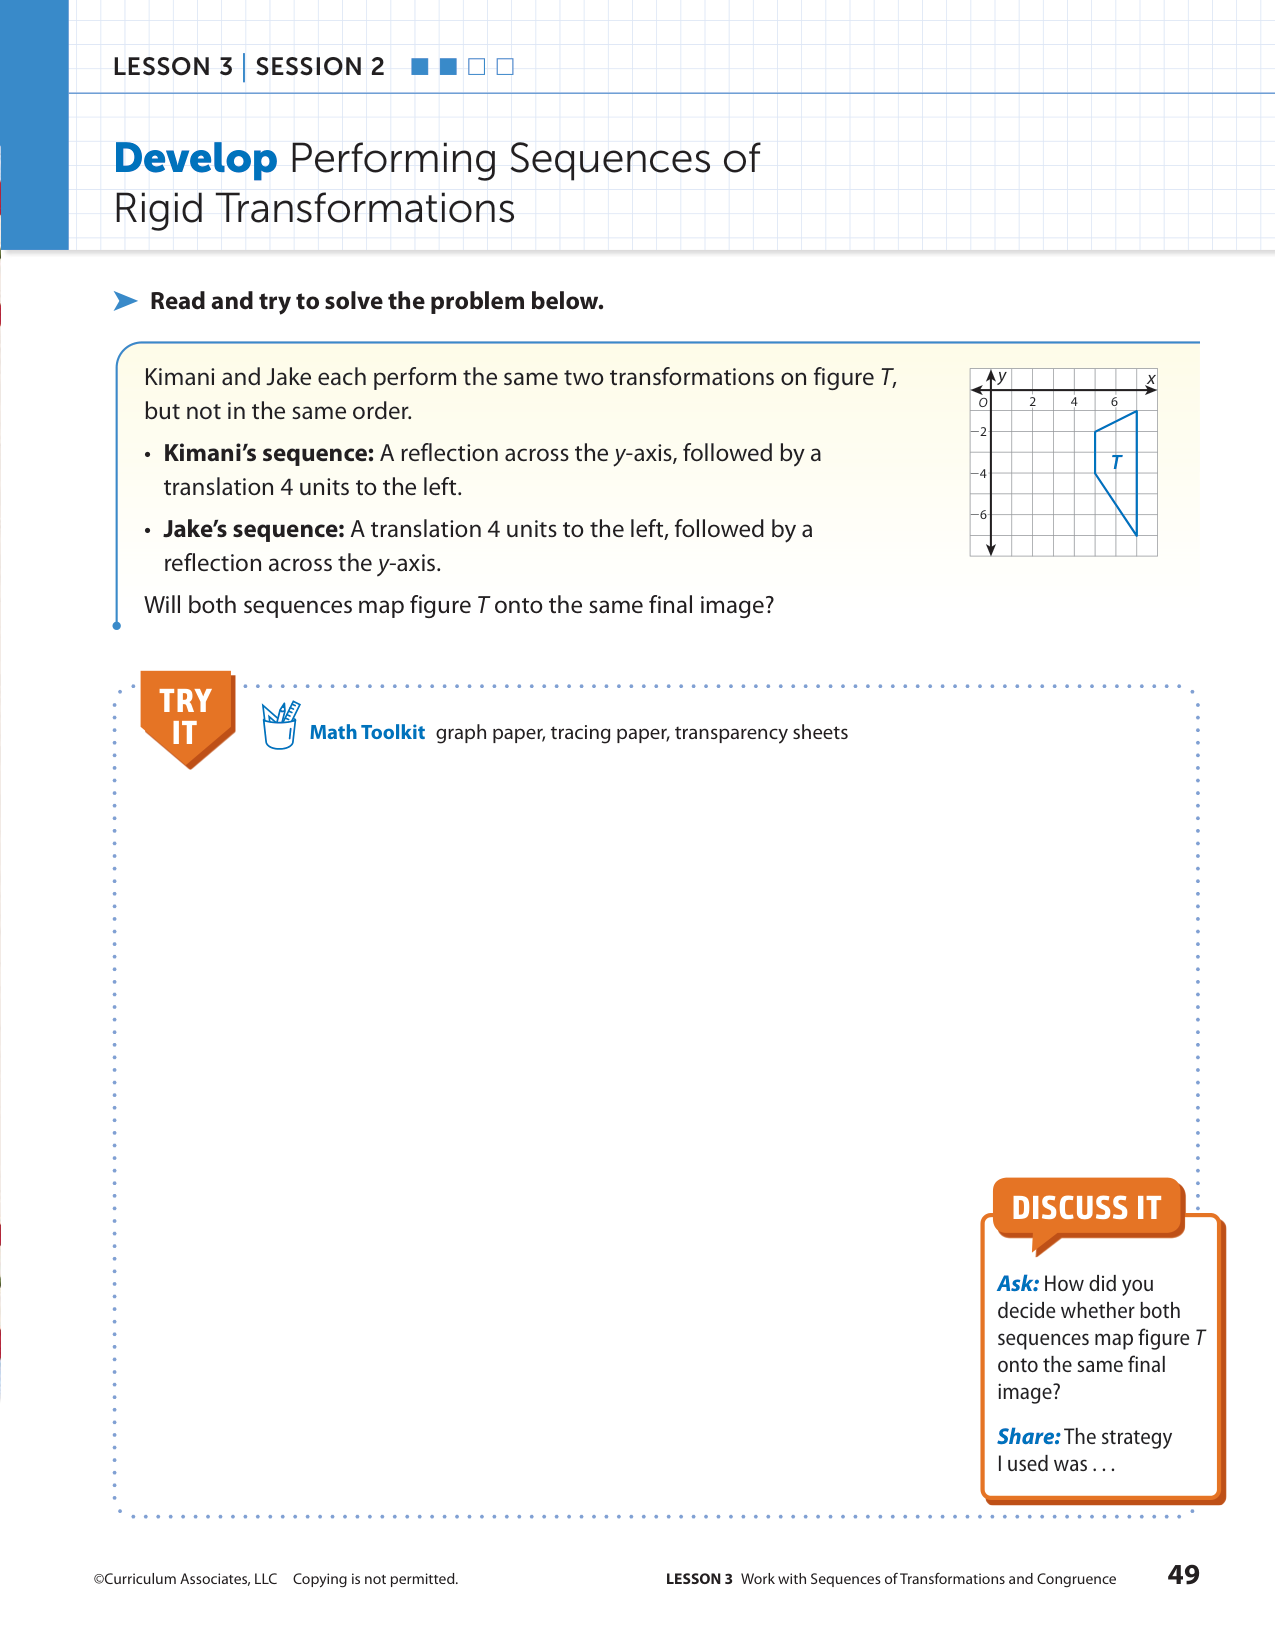 LESSON 3 | SESSION 2
Develop Performing Sequences of
Rigid Transformations
Read and try to solve the problem below.
Kimani and Jake each perform the same two transformations on figure T,
but not in the same order.
• Kimani’s sequence: A reflection across the y-axis, followed by a
translation 4 units to the left.
• Jake’s sequence: A translation 4 units to the left, followed by a
reflection across the y-axis.
Will both sequences map figure T onto the same final image?
y
x
O 2 4 6
−2
T
−4
−6
TRY
IT
Math Toolkit graph paper, tracing paper, transparency sheets
DISCUSS IT
Ask: How did you
decide whether both
sequences map figure T
onto the same final
image?
Share: The strategy
I used was . . .
©Curriculum Associates, LLC Copying is not permitted.
LESSON 3 Work with Sequences of Transformations and Congruence
49